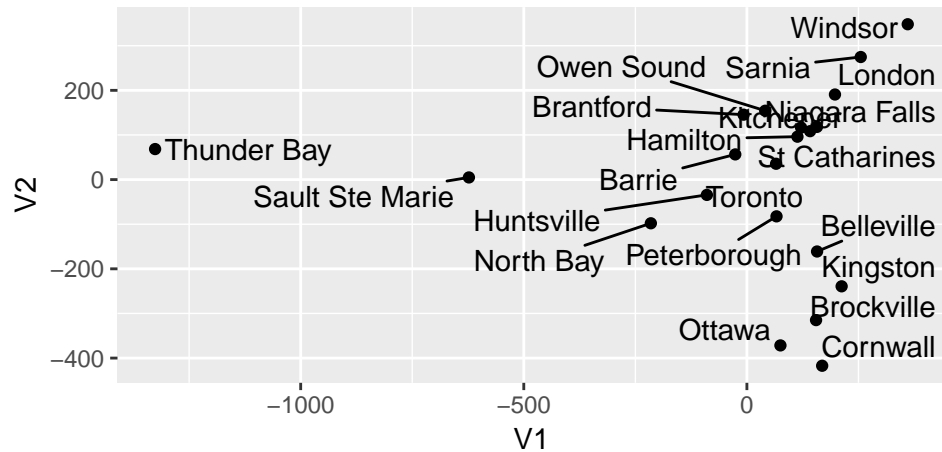 Windsor
Sarnia
Owen Sound
London
Brantford
Niagara Falls
Kitchener
Hamilton
St Catharines
Thunder Bay
Barrie
Sault Ste Marie
Toronto
Huntsville
Belleville
Peterborough
North Bay
Kingston
Brockville
Ottawa
Cornwall
200
0
−200
−400
V2
−1000
−500
0
V1